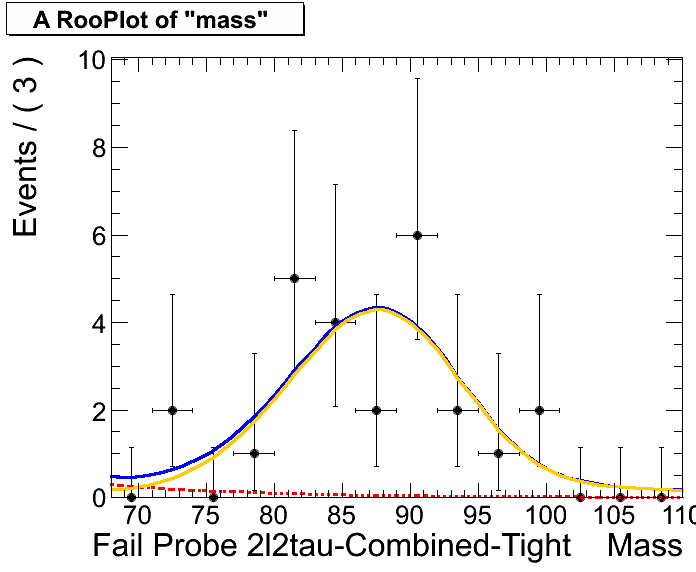 A RooPlot of "mass"
Events / ( 3 )
10
8
6
4
2
0
70 75 80 85 90 95 100 105 110
Fail Probe 2l2tau-Combined-Tight Mass